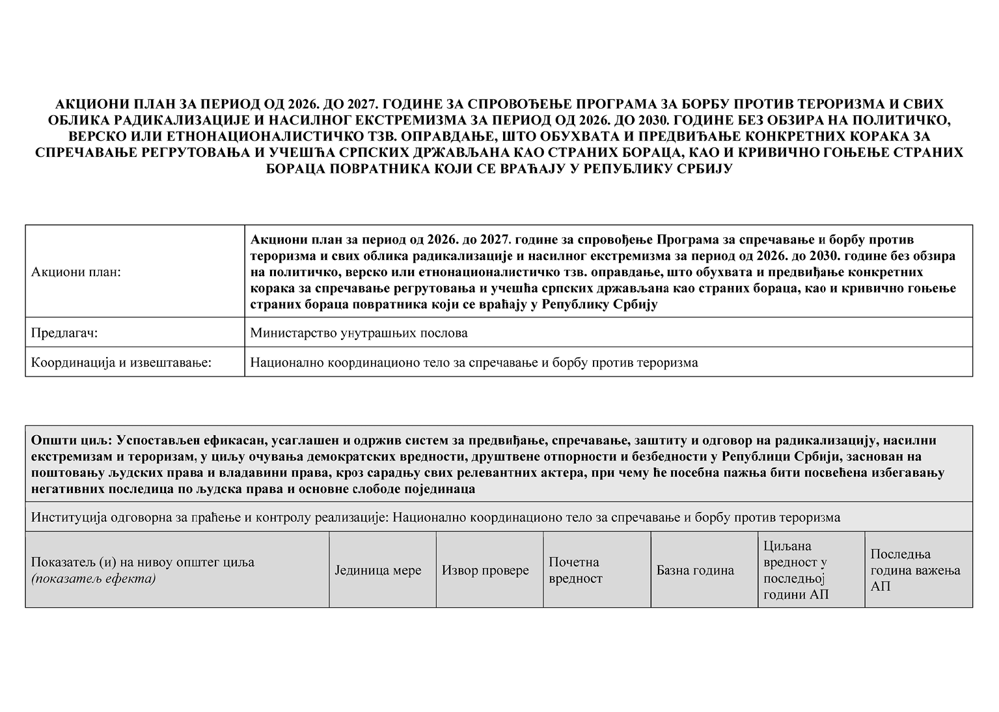 АКЦИОНИ ПЛАН ЗА ПЕРИОД ОД 2026. ДО 2027. ГОДИНЕ ЗА СПРОВОЂЕЊЕ ПРОГРАМА ЗА БОРБУ ПРОТИВ ТЕРОРИЗМА И СВИХ
ОБЛИКА РАДИКАЛИЗАЦИЈЕ И НАСИЛНОГ ЕКСТРЕМИЗМА ЗА ПЕРИОД ОД 2026. ДО 2030. ГОДИНЕ БЕЗ ОБЗИРА НА ПОЛИТИЧКО,
ВЕРСКО ИЛИ ЕТНОНАЦИОНАЛИСТИЧКО ТЗВ. ОПРАВДАЊЕ, ШТО ОБУХВАТА И ПРЕДВИЂАЊЕ КОНКРЕТНИХ КОРАКА ЗА
СПРЕЧАВАЊЕ РЕГРУТОВАЊА И УЧЕШЋА СРПСКИХ ДРЖАВЉАНА КАО СТРАНИХ БОРАЦА, КАО И КРИВИЧНО ГОЊЕЊЕ СТРАНИХ
БОРАЦА ПОВРАТНИКА КОЈИ СЕ ВРАЋАЈУ У РЕПУБЛИКУ СРБИЈУ
Акциони план:
Акциони план за период од 2026. до 2027. године за спровођење Програма за спречавање и борбу против
тероризма и свих облика радикализације и насилног екстремизма за период од 2026. до 2030. године без обзира
на политичко, верско или етнонационалистичко тзв. оправдање, што обухвата и предвиђање конкретних
корака за спречавање регрутовања и учешћа српских држављана као страних бораца, као и кривично гоњење
страних бораца повратника који се враћају у Републику Србију
Предлагач:
Министарство унутрашњих послова
Координација и извештавање:
Национално координационо тело за спречавање и борбу против тероризма
Општи циљ: Успостављен ефикасан, усаглашен и одржив систем за предвиђање, спречавање, заштиту и одговор на радикализацију, насилни
екстремизам и тероризам, у циљу очувања демократских вредности, друштвене отпорности и безбедности у Републици Србији, заснован на
поштовању људских права и владавини права, кроз сарадњу свих релевантних актера, при чему ће посебна пажња бити посвећена избегавању
негативних последица по људска права и основне слободе појединаца
Институција одговорна за праћење и контролу реализације: Национално координационо тело за спречавање и борбу против тероризма
Показатељ (и) на нивоу општег циља
(показатељ ефекта)
Јединица мере
Извор провере
Почетна
вредност
Базна година
Циљана
вредност у
последњој
години АП
Последња
година важења
АП